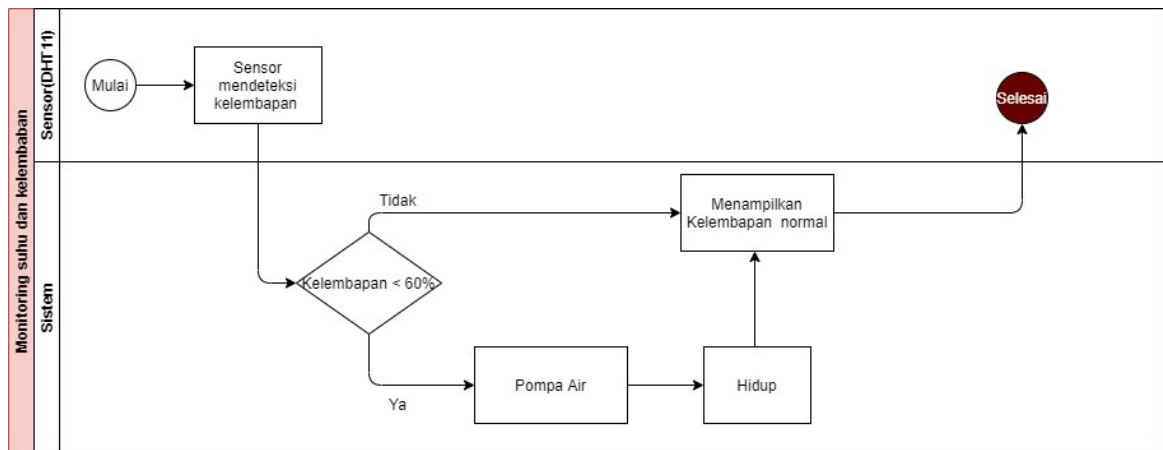 Monitoring suhu dan kelembaban
Sensor(DHT11)
Mulai
Sensor
mendeteksi
kelembapan
Selesai
Sistem
Tidak
Menampilkan
Kelembapan normal
Kelembapan < 60%
Ya
Pompa Air
Hidup